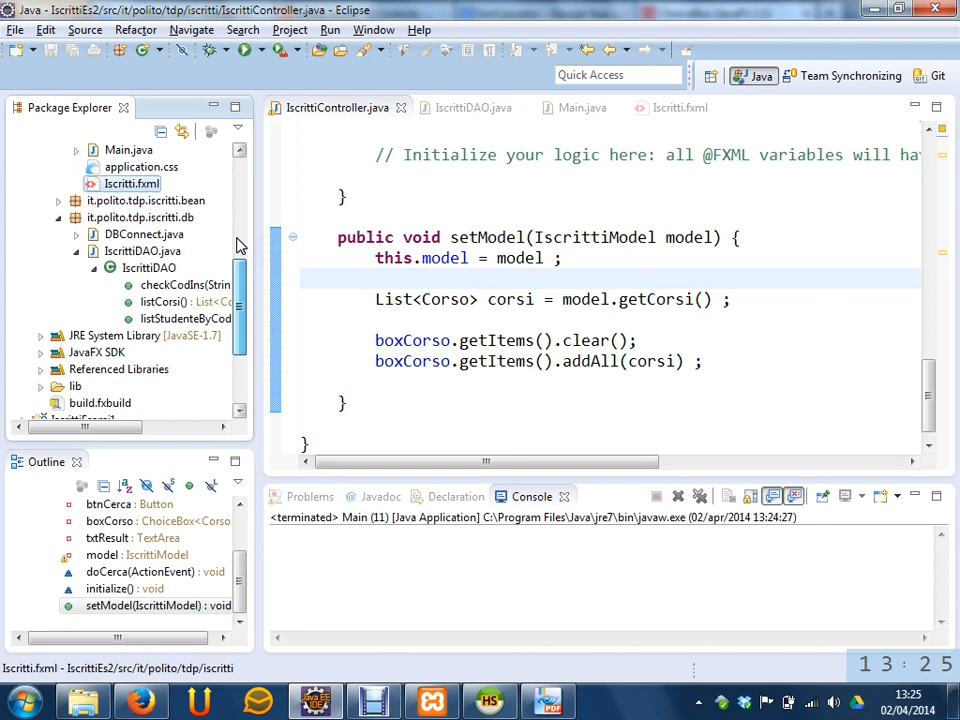 Java - IscrittiEs2/src/it/polito/tdp/iscritti/IscrittiController.java - Eclipse
File Edit Source Refactor Navigate Search Project Run Window Help
Quick Access Java Team Synchronizing Git
Package Explorer
Main.java
application.css
Iscritti.fxml
it.polito.tdp.iscritti.bean
it.polito.tdp.iscritti.db
DBConnect.java
IscrittiDAO.java
IscrittiDAO
checkCodIns(Strin
listCorsi() : List<Co
listStudenteByCod
JRE System Library [JavaSE-1.7]
JavaFX SDK
Referenced Libraries
lib
build.fxbuild
IscrittiController.java IscrittiDAO.java Main.java Iscritti.fxml
// Initialize your logic here: all @FXML variables will hav
}
public void setModel(IscrittiModel model) {
this.model = model ;
List<Corso> corsi = model.getCorsi() ;
boxCorso.getItems().clear();
boxCorso.getItems().addAll(corsi) ;
}
}
Outline
btnCerca : Button
boxCorso : ChoiceBox<Corso
txtResult : TextArea
model : IscrittiModel
doCerca(ActionEvent) : void
initialize() : void
setModel(IscrittiModel) : void
Problems Javadoc Declaration Console
<terminated> Main (11) [Java Application] C:\Program Files\Java\jre7\bin\javaw.exe (02/apr/2014 13:24:27)
Iscritti.fxml - IscrittiEs2/src/it/polito/tdp/iscritti
13:25
Java EE
IDE
HS
PDF
13:25
02/04/2014